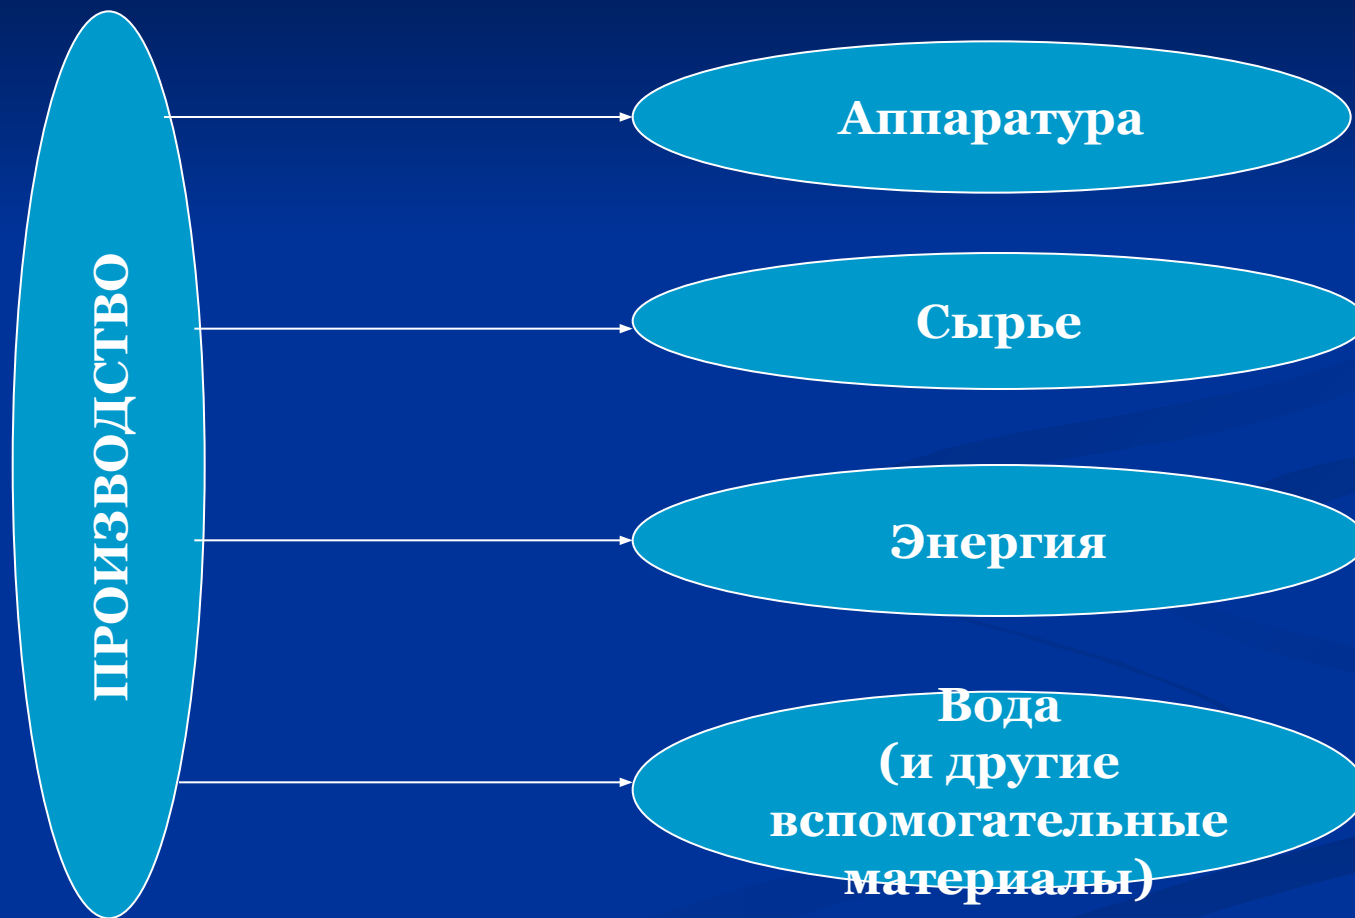 ПРОИЗВОДСТВО
Аппаратура
Сырье
Энергия
Вода
(и другие
вспомогательные
материалы)